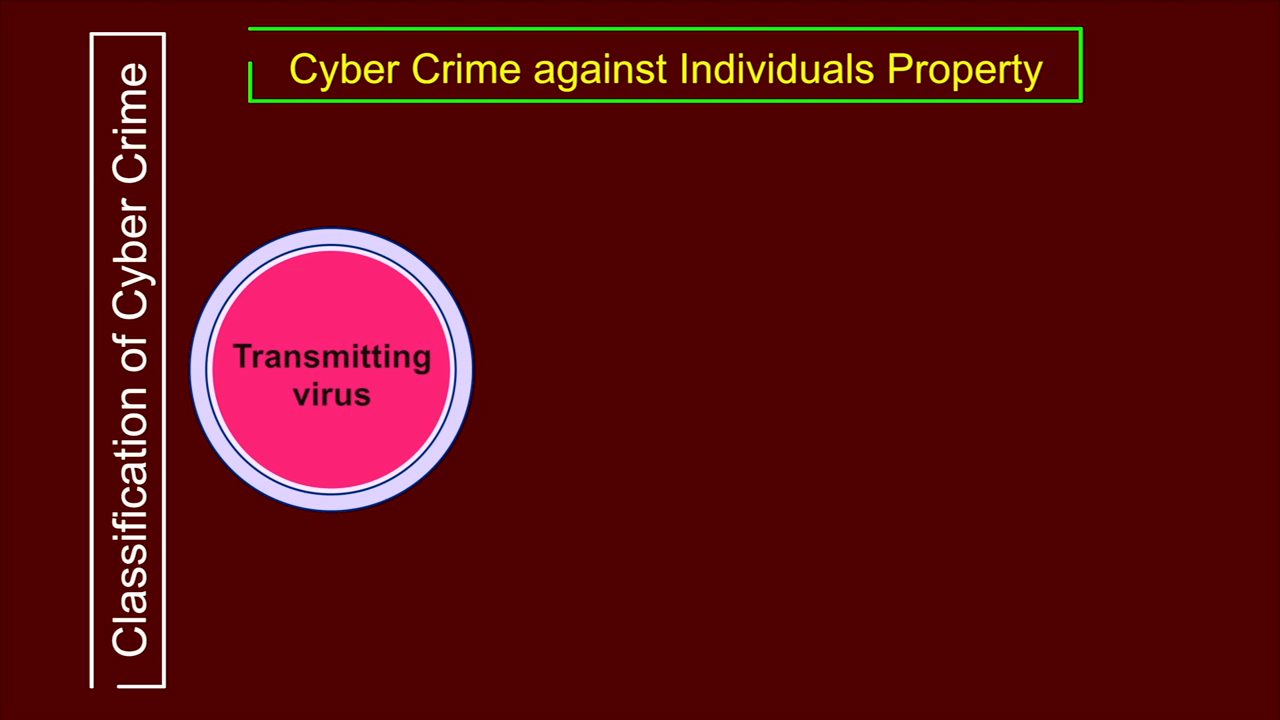 Cyber Crime against Individuals Property
Classification of Cyber Crime
Transmitting
virus